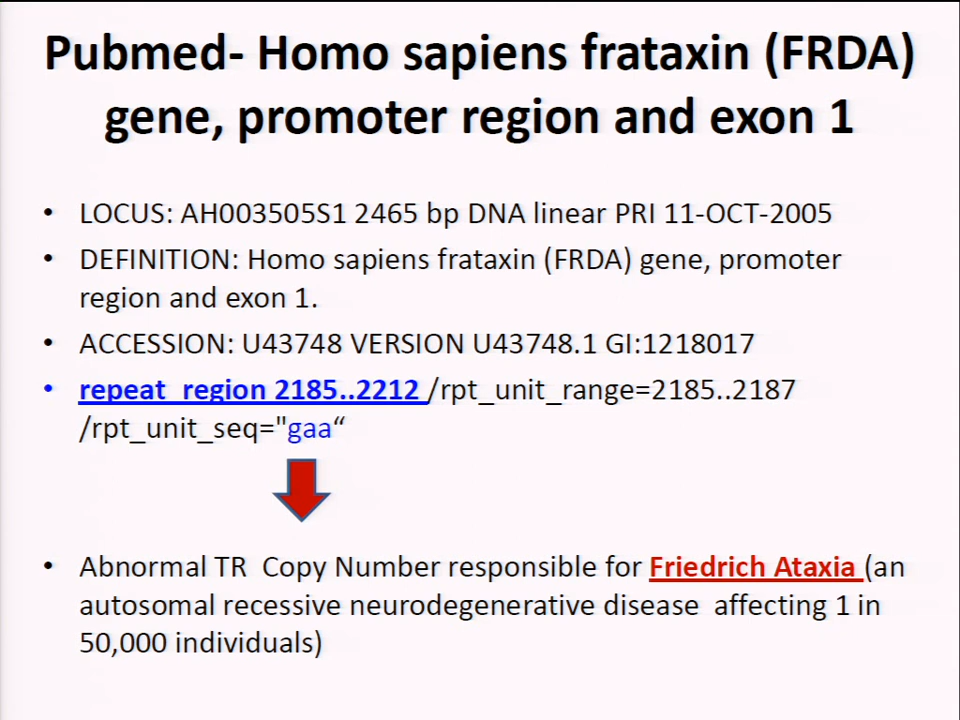 Pubmed- Homo sapiens frataxin (FRDA)
gene, promoter region and exon 1
• LOCUS: AH003505S1 2465 bp DNA linear PRI 11-OCT-2005
• DEFINITION: Homo sapiens frataxin (FRDA) gene, promoter
region and exon 1.
• ACCESSION: U43748 VERSION U43748.1 GI:1218017
• repeat_region 2185..2212 /rpt_unit_range=2185..2187
/rpt_unit_seq="gaa“
• Abnormal TR Copy Number responsible for Friedrich Ataxia (an
autosomal recessive neurodegenerative disease affecting 1 in
50,000 individuals)